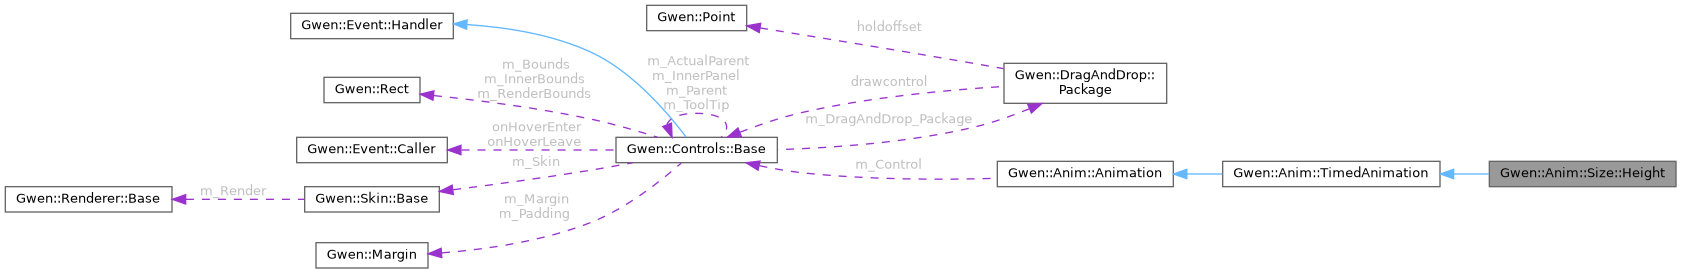 Gwen::Event::Handler
Gwen::Point
holdoffset
m_Bounds
m_InnerBounds
m_RenderBounds
m_ActualParent
m_InnerPanel
m_Parent
m_ToolTip
Gwen::DragAndDrop::
Package
Gwen::Rect
drawcontrol
m_DragAndDrop_Package
onHoverEnter
onHoverLeave
Gwen::Event::Caller
Gwen::Controls::Base
m_Skin
m_Control
Gwen::Anim::Animation
Gwen::Anim::TimedAnimation
Gwen::Anim::Size::Height
Gwen::Renderer::Base
m_Render
Gwen::Skin::Base
m_Margin
m_Padding
Gwen::Margin